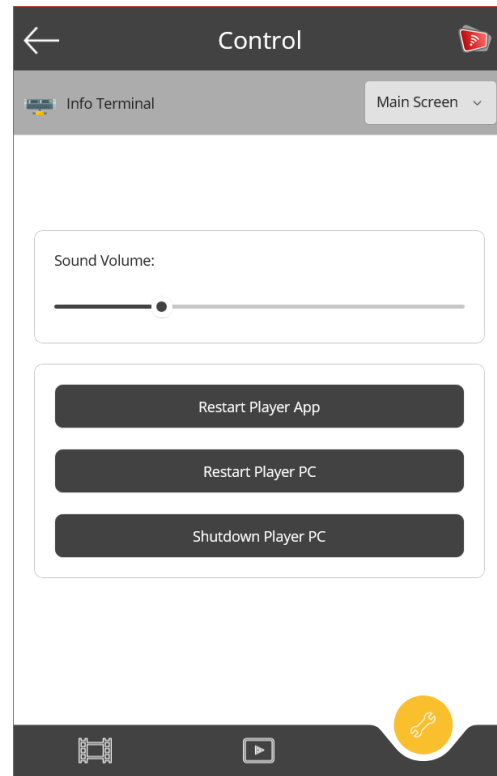 Control
Info Terminal
Main Screen
Sound Volume:
Restart Player App
Restart Player PC
Shutdown Player PC